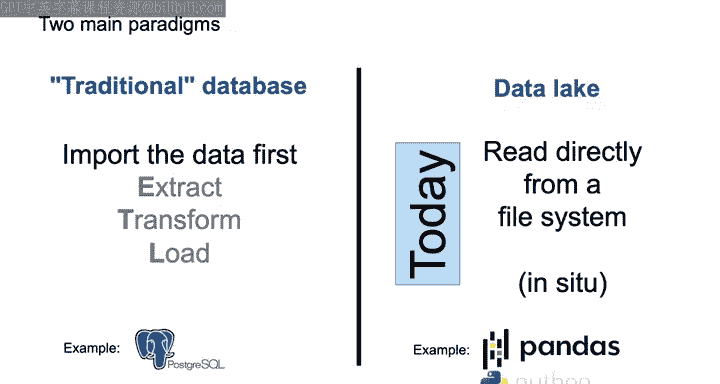 Two main paradigms
"Traditional" database
Import the data first
Extract
Transform
Load
Example:
PostgreSQL
Data lake
Today
Read directly
from a
file system
(in situ)
Example:
pandas